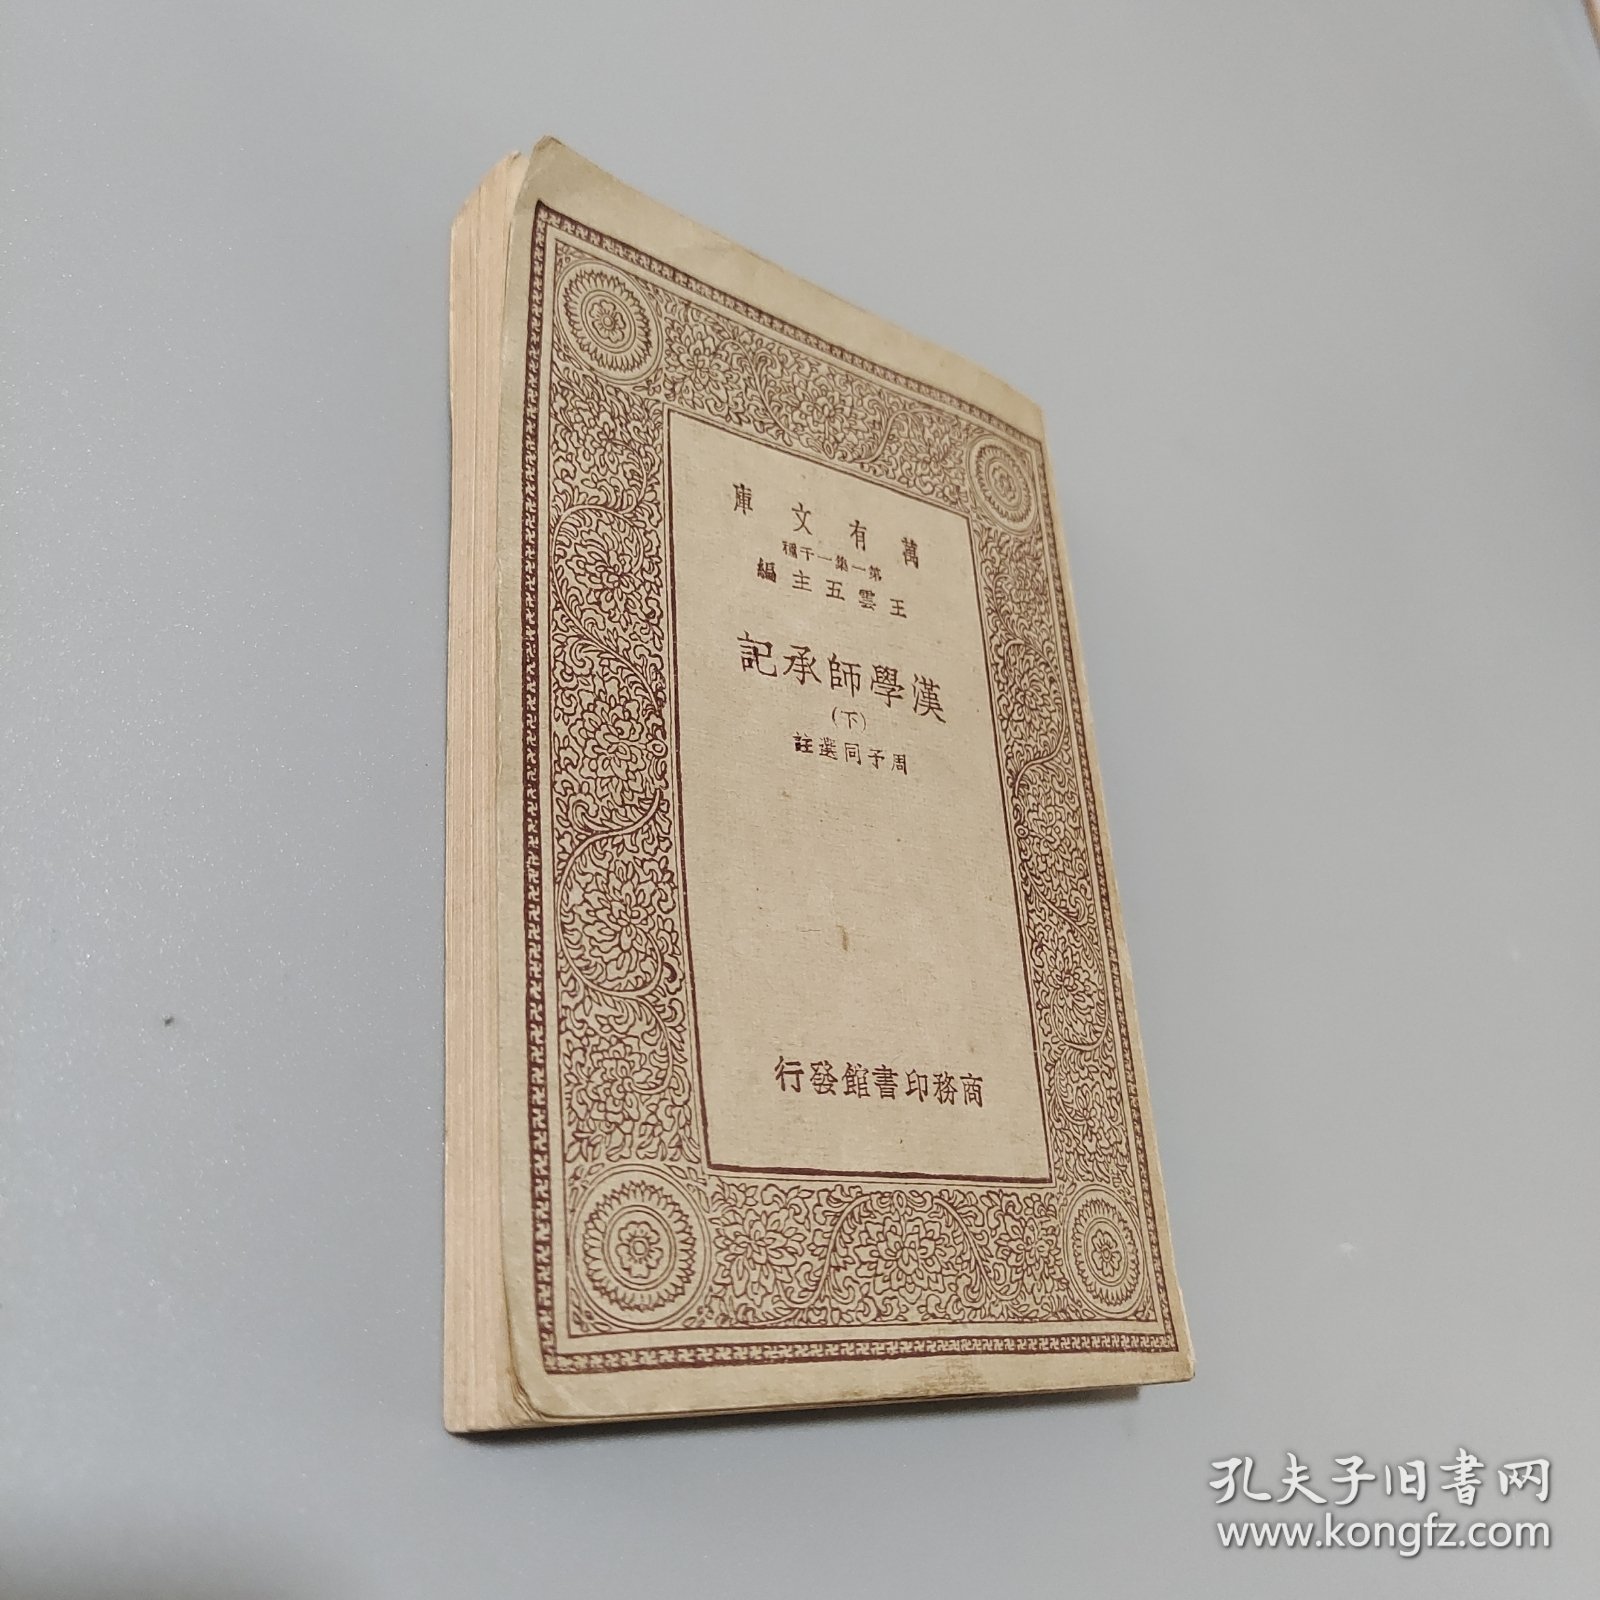 萬有文庫
第一集一千種
王雲五主編
漢學師承記
(下)
周予同選註
商務印書館發行
孔夫子旧书网
www.kongfz.com